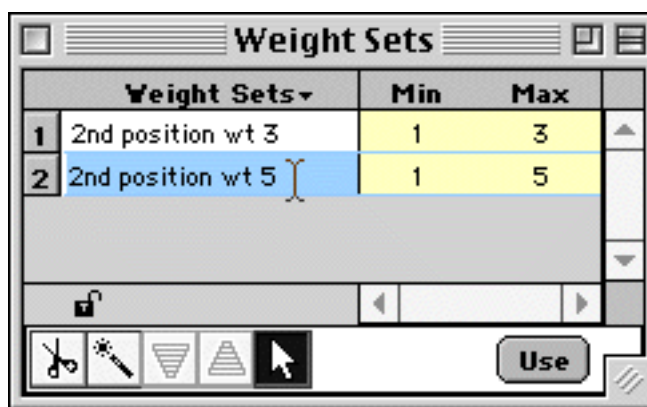 Weight Sets
Weight Sets Min Max
1 2nd position wt 3 1 3
2 2nd position wt 5 1 5
Use